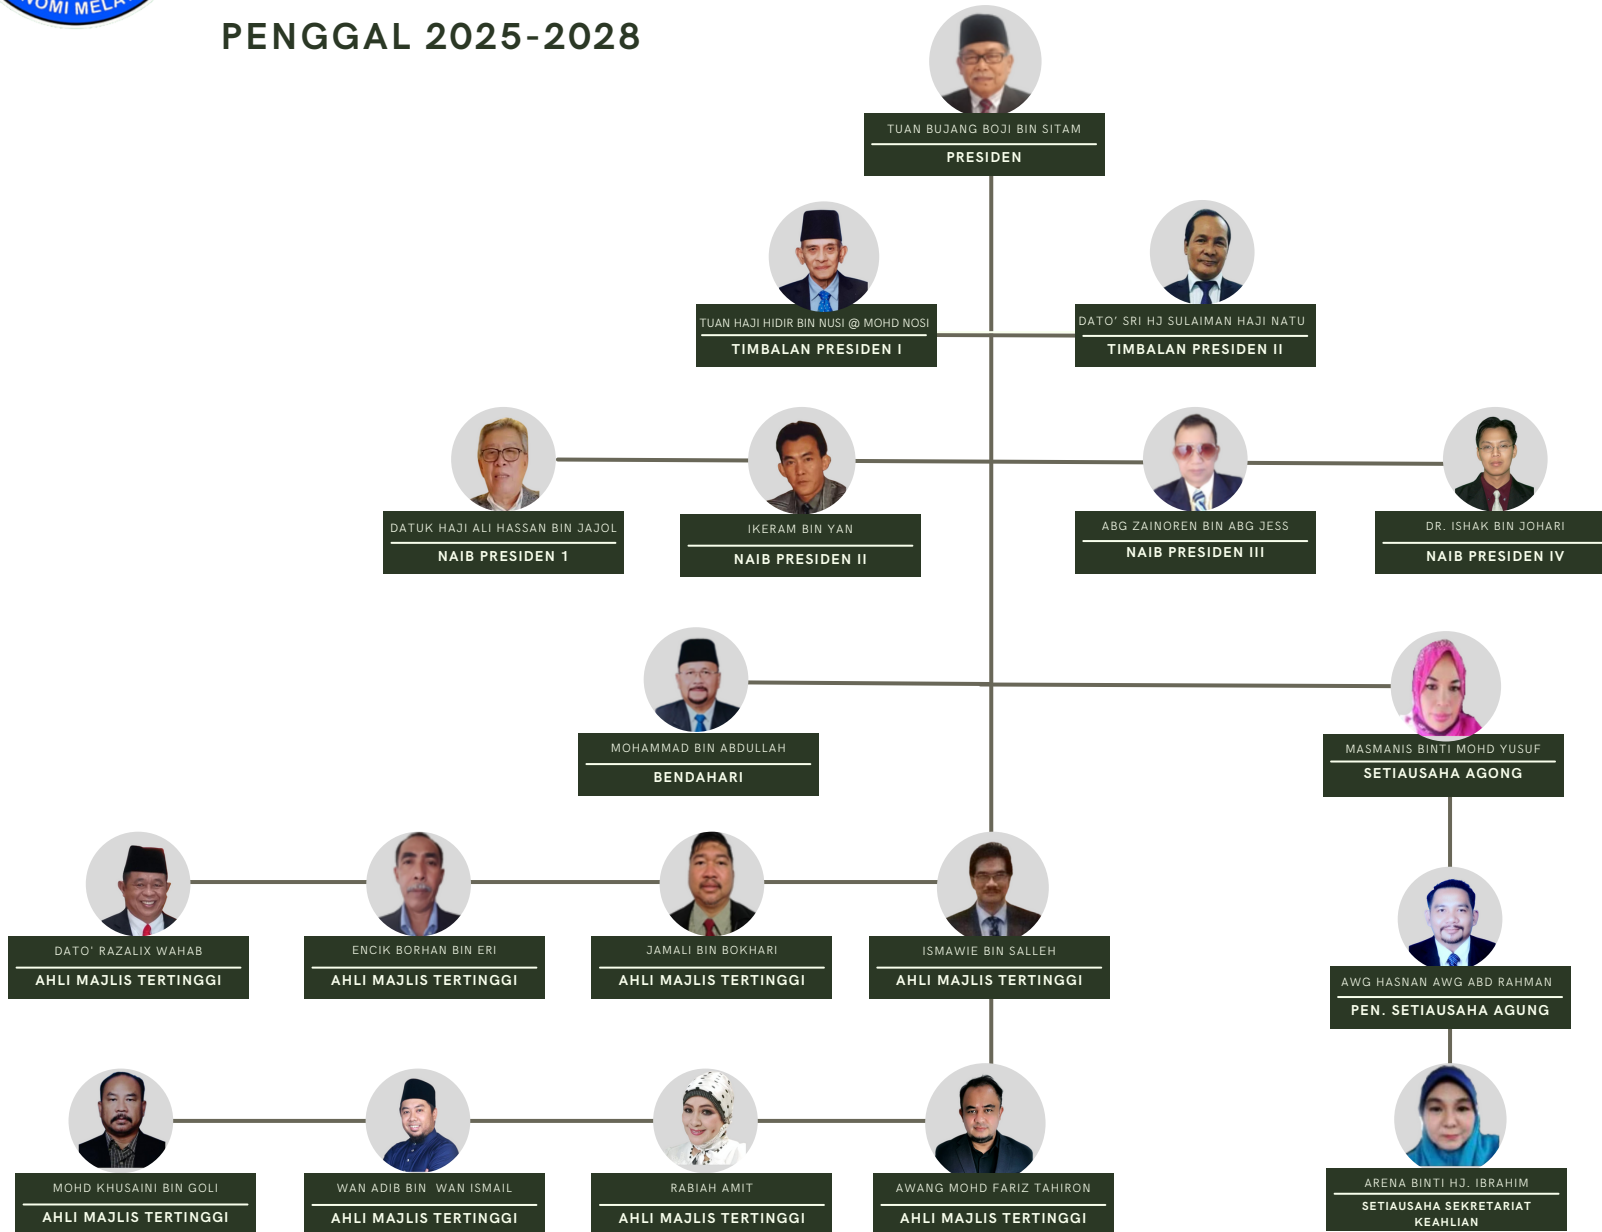 PENGGAL 2025-2028
TUAN BUJANG BOJI BIN SITAM
PRESIDEN
TUAN HAJI HIDIR BIN NUSI @ MOHD NOSI
TIMBALAN PRESIDEN I
DATO' SRI HJ SULAIMAN HAJI NATU
TIMBALAN PRESIDEN II
DATUK HAJI ALI HASSAN BIN JAJOL
NAIB PRESIDEN 1
IKERAM BIN YAN
NAIB PRESIDEN II
ABG ZAINOREN BIN ABG JESS
NAIB PRESIDEN III
DR. ISHAK BIN JOHARI
NAIB PRESIDEN IV
MOHAMMAD BIN ABDULLAH
BENDAHARI
MASMANIS BINTI MOHD YUSUF
SETIAUSAHA AGONG
DATO' RAZALIX WAHAB
AHLI MAJLIS TERTINGGI
ENCIK BORHAN BIN ERI
AHLI MAJLIS TERTINGGI
JAMALI BIN BOKHARI
AHLI MAJLIS TERTINGGI
ISMAWIE BIN SALLEH
AHLI MAJLIS TERTINGGI
AWG HASNAN AWG ABD RAHMAN
PEN. SETIAUSAHA AGUNG
MOHD KHUSAINI BIN GOLI
AHLI MAJLIS TERTINGGI
WAN ADIB BIN WAN ISMAIL
AHLI MAJLIS TERTINGGI
RABIAH AMIT
AHLI MAJLIS TERTINGGI
AWANG MOHD FARIZ TAHIRON
AHLI MAJLIS TERTINGGI
ARENA BINTI HJ. IBRAHIM
SETIAUSAHA SEKRETARIAT
KEAHLIAN